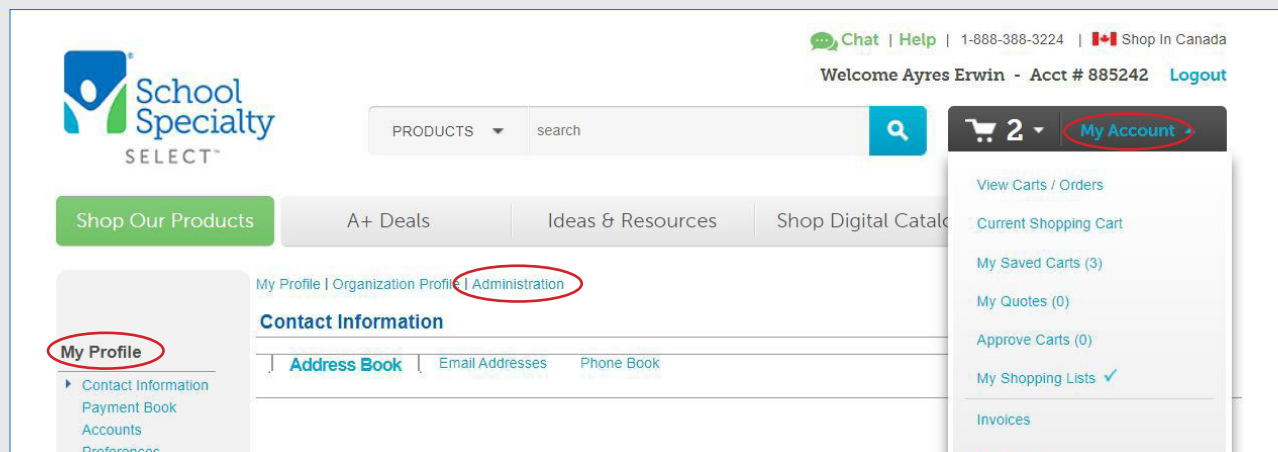 Chat | Help | 1-888-388-3224 | Shop In Canada
Welcome Ayres Erwin - Acct # 885242 Logout
School
Specialty
SELECT™
PRODUCTS search
2 My Account
Shop Our Products A+ Deals Ideas & Resources Shop Digital Catalo
View Carts / Orders
Current Shopping Cart
My Saved Carts (3)
My Quotes (0)
Approve Carts (0)
My Shopping Lists ✓
Invoices
My Profile | Organization Profile | Administration
Contact Information
Address Book | Email Addresses Phone Book
My Profile
Contact Information
Payment Book
Accounts
Preferences